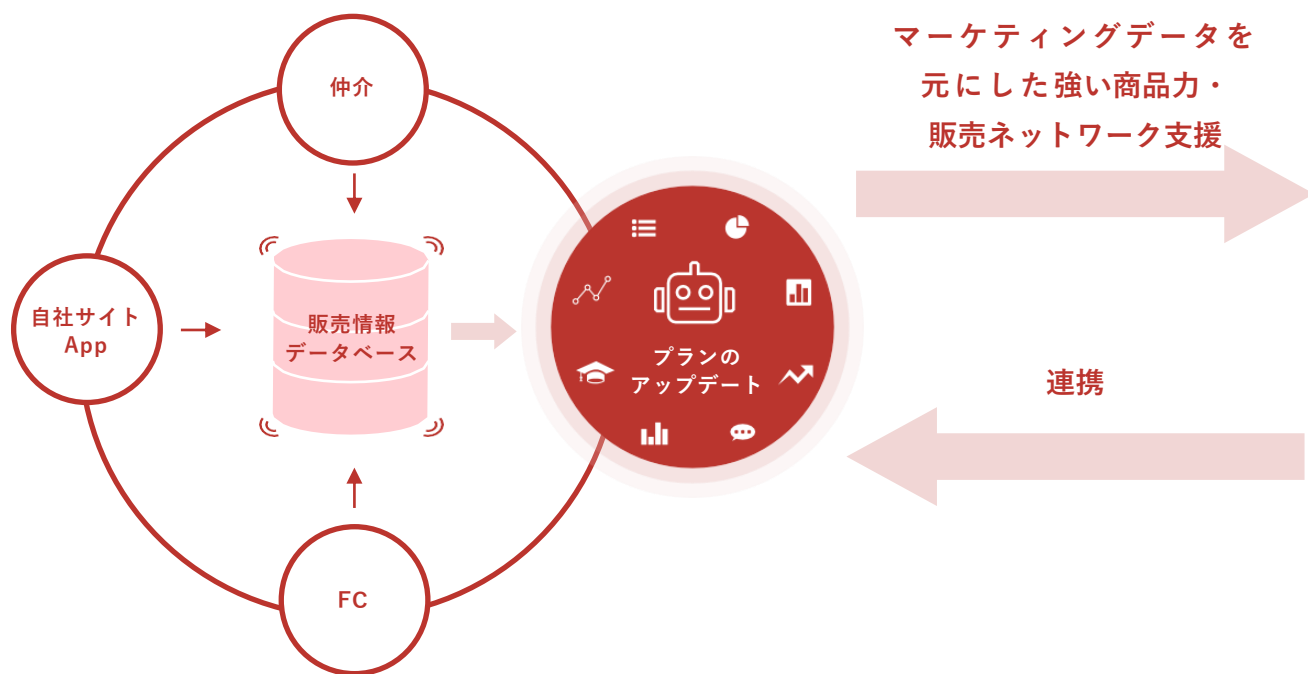 仲介
自社サイト
App
販売情報
データベース
FC
プランの
アップデート
マーケティングデータを
元にした強い商品力・
販売ネットワーク支援
連携